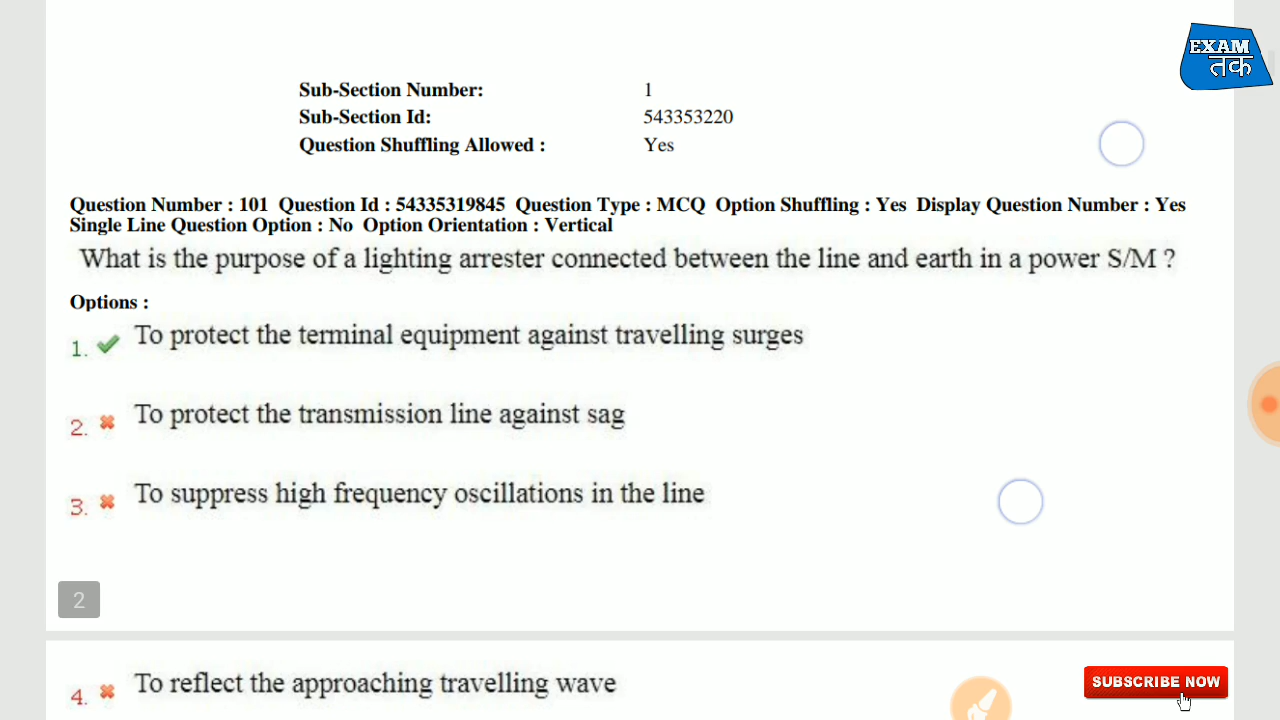 EXAM
तक
Sub-Section Number: 1
Sub-Section Id: 543353220
Question Shuffling Allowed : Yes
Question Number : 101 Question Id : 54335319845 Question Type : MCQ Option Shuffling : Yes Display Question Number : Yes
Single Line Question Option : No Option Orientation : Vertical
What is the purpose of a lighting arrester connected between the line and earth in a power S/M ?
Options :
1. To protect the terminal equipment against travelling surges
2. To protect the transmission line against sag
3. To suppress high frequency oscillations in the line
2
4. To reflect the approaching travelling wave
SUBSCRIBE NOW